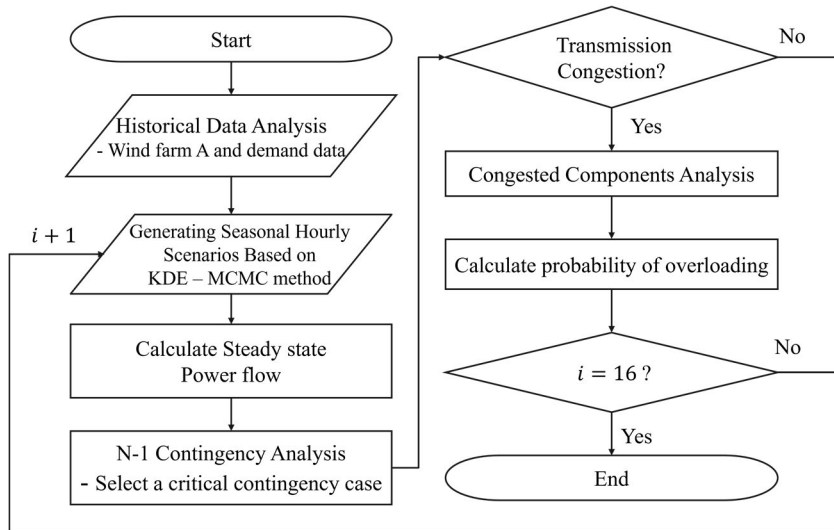 Start
Historical Data Analysis
- Wind farm A and demand data
i + 1
Generating Seasonal Hourly
Scenarios Based on
KDE – MCMC method
Calculate Steady state
Power flow
N-1 Contingency Analysis
- Select a critical contingency case
Transmission
Congestion?
No
Yes
Congested Components Analysis
Calculate probability of overloading
i = 16 ?
No
Yes
End